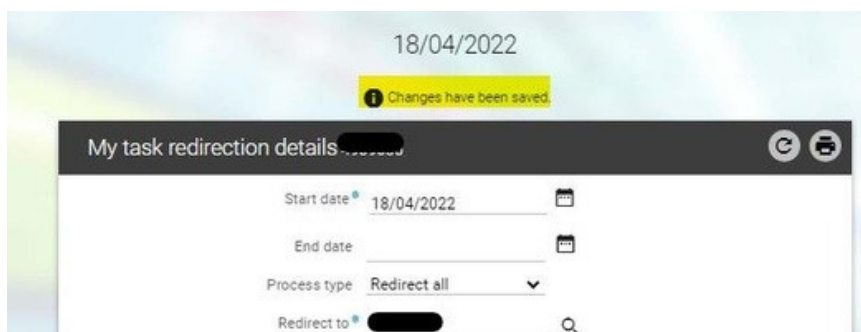 18/04/2022
Changes have been saved.
My task redirection details
Start date 18/04/2022
End date
Process type Redirect all
Redirect to